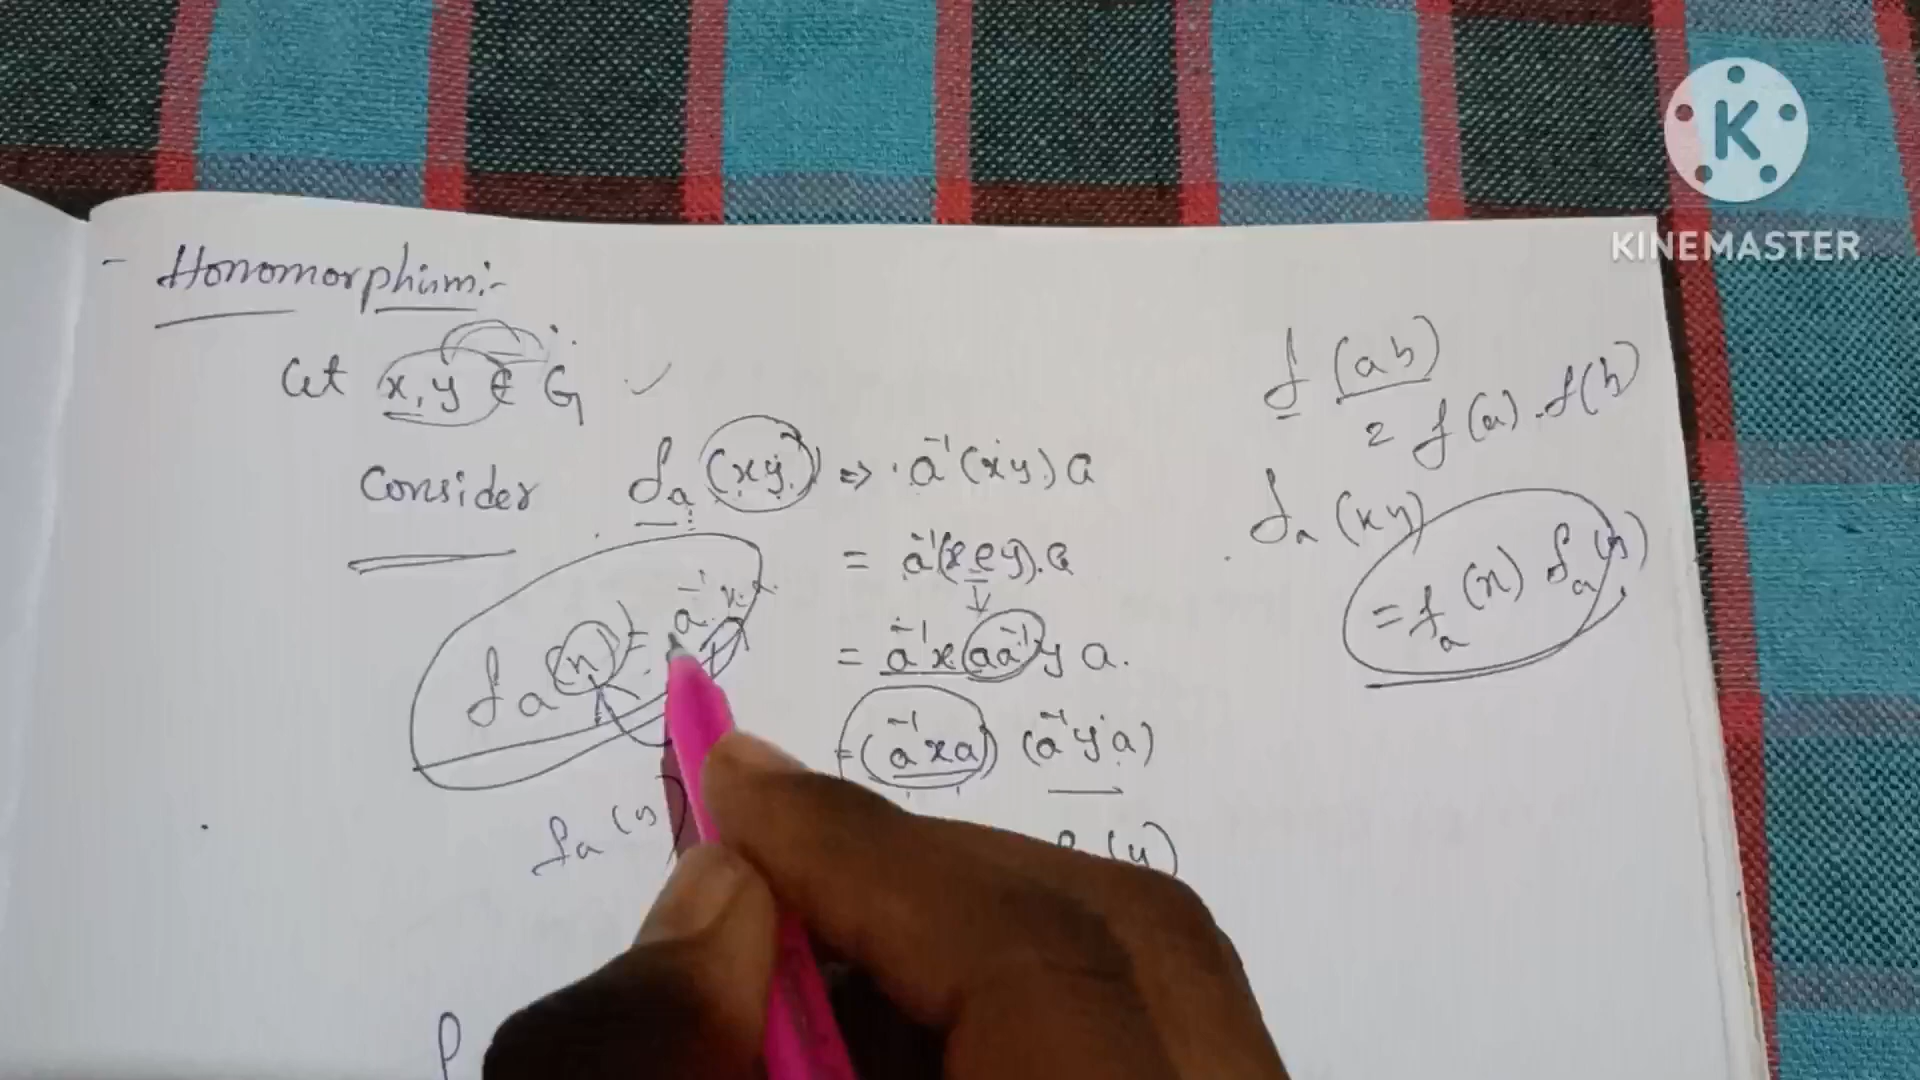 - Homomorphism:-
Let x, y ∈ G
Consider fa (xy) => a⁻¹(xy)a
= a⁻¹(xey).a
= a⁻¹x(aa⁻¹)y a.
= (a⁻¹xa) (a⁻¹ya)
(y)
fa(x) = a⁻¹x
fa (
f(ab)
= f(a).f(b)
fa(xy)
= fa(x) fa(y)
K
KINEMASTER